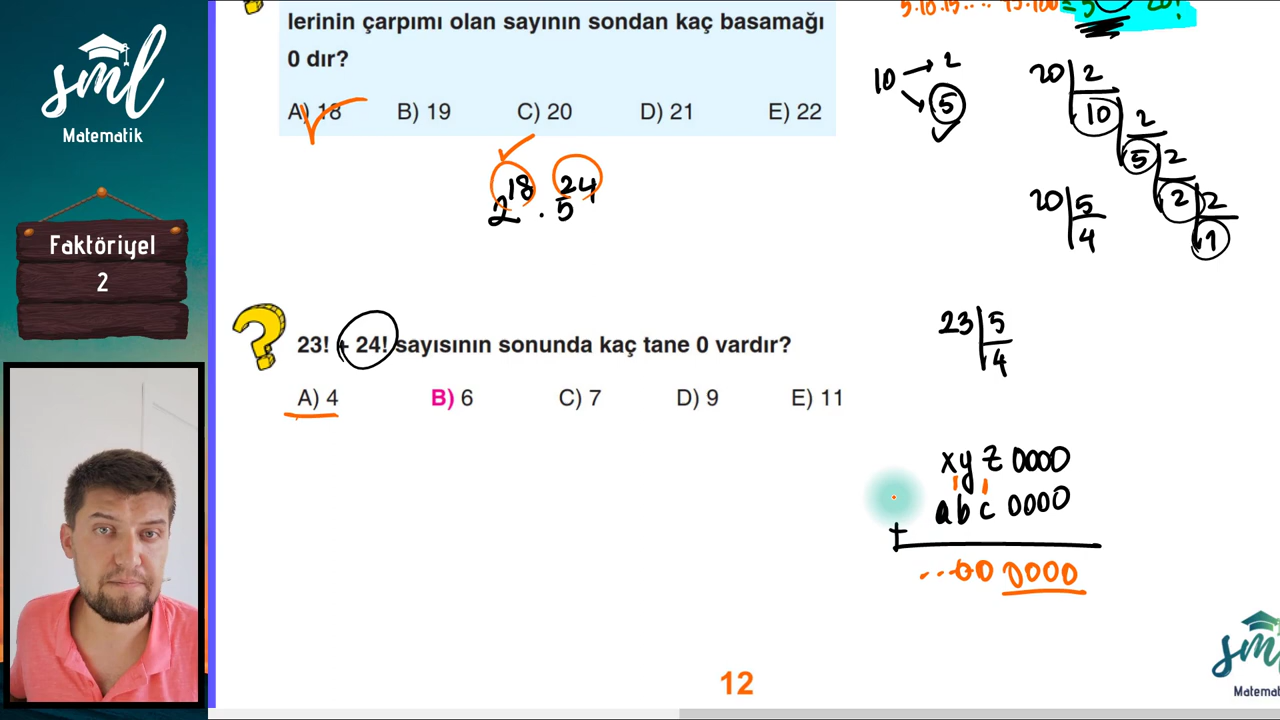 sml
Matematik
Faktöriyel
2
lerinin çarpımı olan sayının sondan kaç basamağı
0 dır?
A) 18 B) 19 C) 20 D) 21 E) 22
2^18 . 5^24
10 → 2
5
20 | 2
10 | 2
5 | 2
2 | 2
1
20 | 5
4
23! + 24! sayısının sonunda kaç tane 0 vardır?
A) 4 B) 6 C) 7 D) 9 E) 11
23 | 5
4
xyz0000
abc0000
+
...000000
12
sml
Matemati